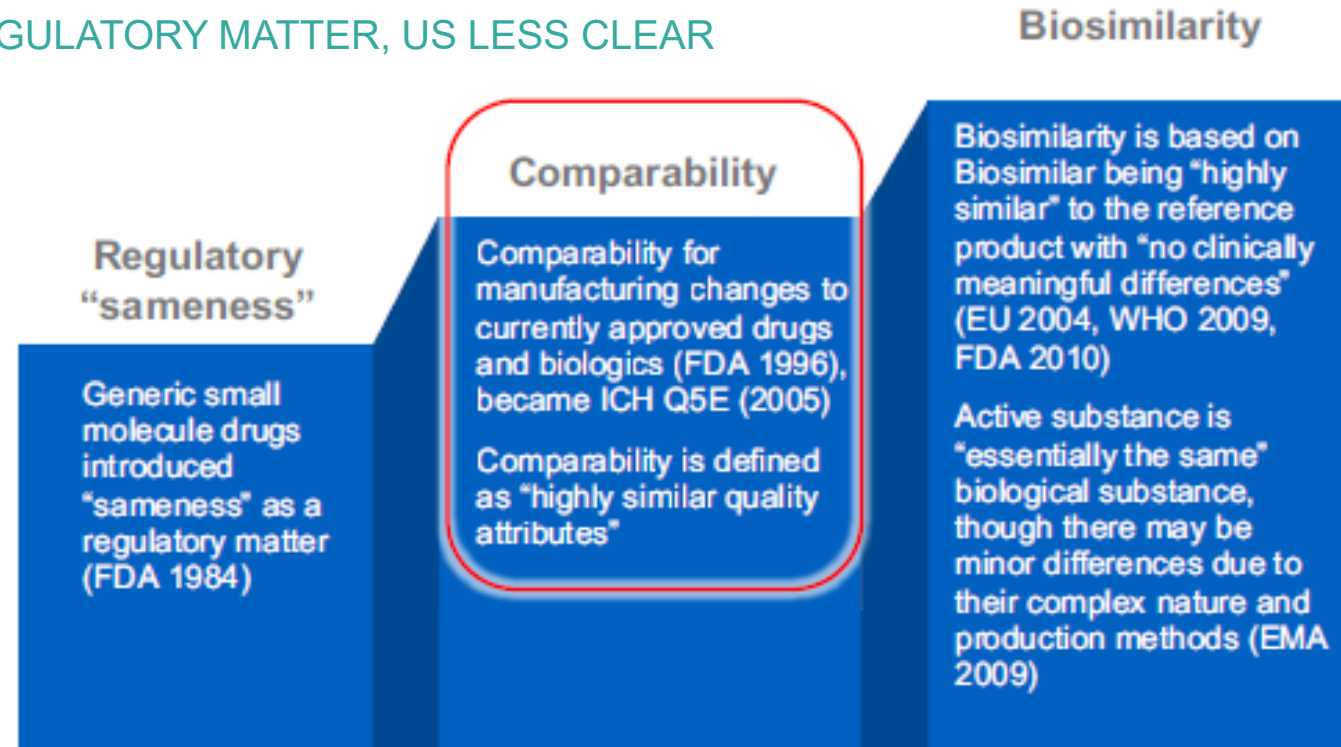 GULATORY MATTER, US LESS CLEAR
Regulatory
“sameness”
Generic small
molecule drugs
introduced
“sameness” as a
regulatory matter
(FDA 1984)
Comparability
Comparability for
manufacturing changes to
currently approved drugs
and biologics (FDA 1996),
became ICH Q5E (2005)
Comparability is defined
as “highly similar quality
attributes”
Biosimilarity
Biosimilarity is based on
Biosimilar being “highly
similar” to the reference
product with “no clinically
meaningful differences”
(EU 2004, WHO 2009,
FDA 2010)
Active substance is
“essentially the same”
biological substance,
though there may be
minor differences due to
their complex nature and
production methods (EMA
2009)